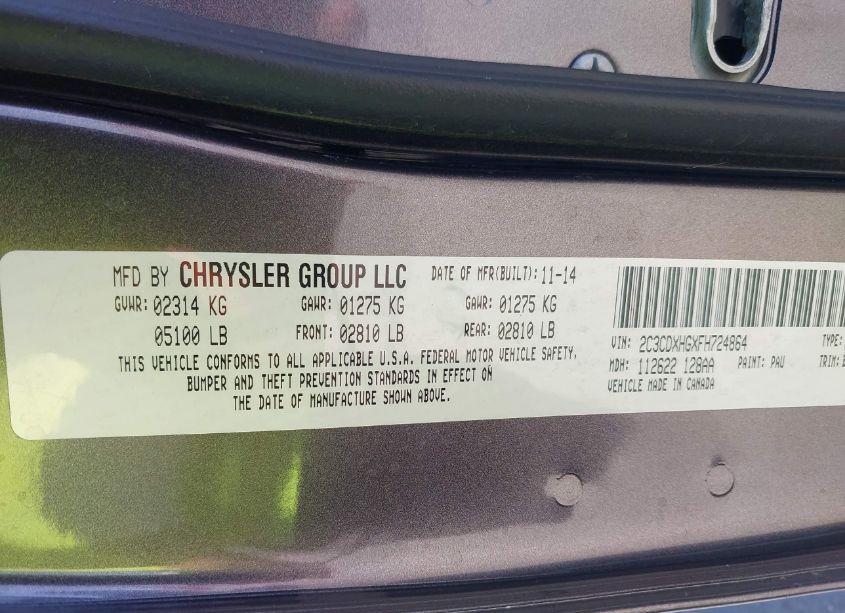 MFD BY CHRYSLER GROUP LLC DATE OF MFR(BUILT): 11-14
GVWR: 02314 KG GAWR: 01275 KG GAWR: 01275 KG
05100 LB FRONT: 02810 LB REAR: 02810 LB
THIS VEHICLE CONFORMS TO ALL APPLICABLE U.S.A. FEDERAL MOTOR VEHICLE SAFETY,
BUMPER AND THEFT PREVENTION STANDARDS IN EFFECT ON
THE DATE OF MANUFACTURE SHOWN ABOVE.
VIN: 2C3CDXHGXFH724864 TYPE:
MDH: 112622 128AA PAINT: PAU TRIM:
VEHICLE MADE IN CANADA